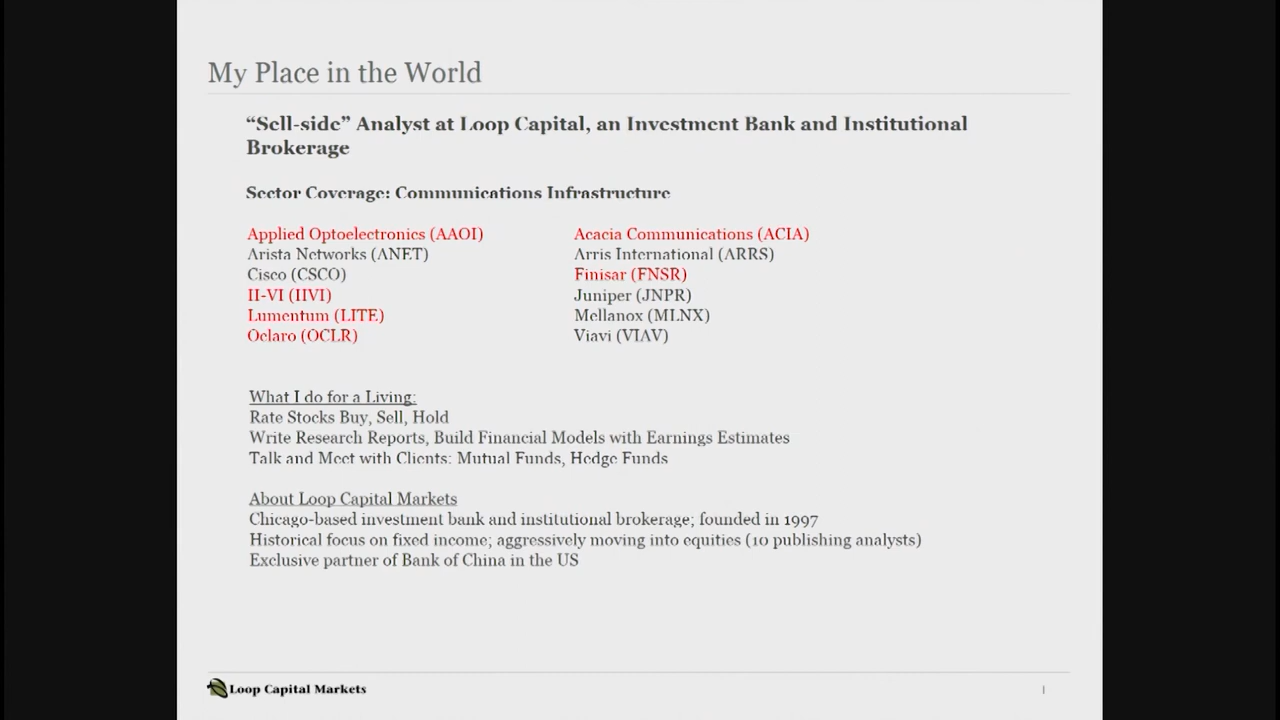 My Place in the World
“Sell-side” Analyst at Loop Capital, an Investment Bank and Institutional
Brokerage
Sector Coverage: Communications Infrastructure
Applied Optoelectronics (AAOI)
Arista Networks (ANET)
Cisco (CSCO)
II-VI (IIVI)
Lumentum (LITE)
Oclaro (OCLR)
Acacia Communications (ACIA)
Arris International (ARRS)
Finisar (FNSR)
Juniper (JNPR)
Mellanox (MLNX)
Viavi (VIAV)
What I do for a Living:
Rate Stocks Buy, Sell, Hold
Write Research Reports, Build Financial Models with Earnings Estimates
Talk and Meet with Clients: Mutual Funds, Hedge Funds
About Loop Capital Markets
Chicago-based investment bank and institutional brokerage; founded in 1997
Historical focus on fixed income; aggressively moving into equities (10 publishing analysts)
Exclusive partner of Bank of China in the US
Loop Capital Markets
1